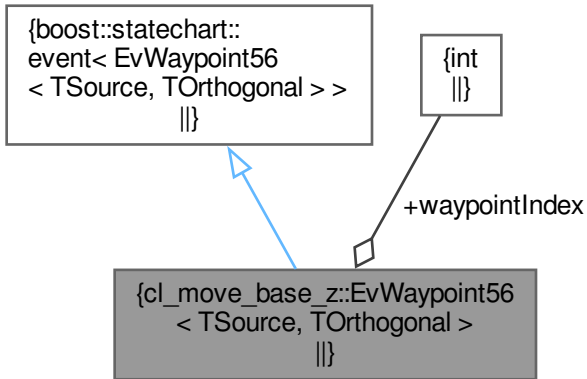 {boost::statechart::
event< EvWaypoint56
< TSource, TOrthogonal > >
||}
{int
||}
+waypointIndex
{cl_move_base_z::EvWaypoint56
< TSource, TOrthogonal >
||}